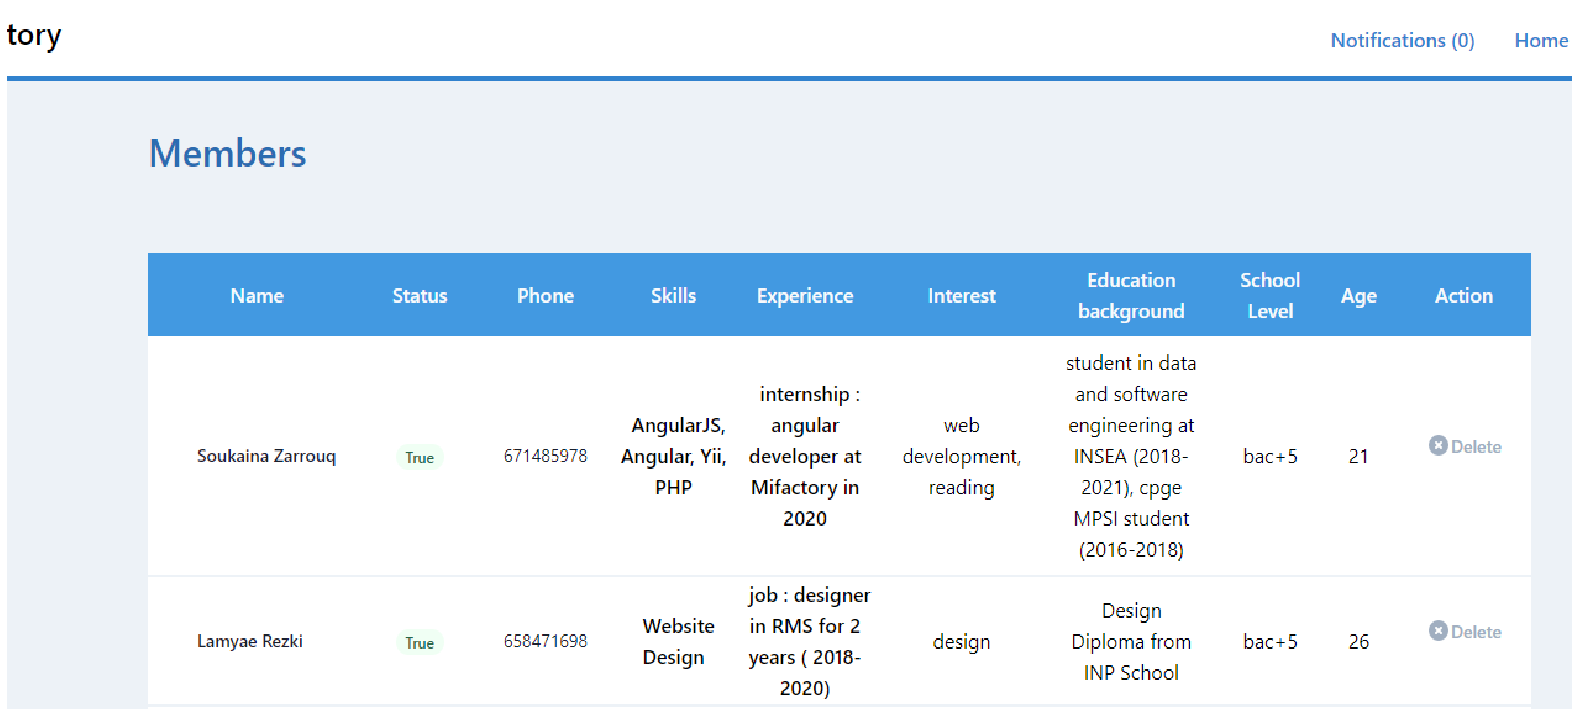 tory
Notifications (0) Home
Members
Name Status Phone Skills Experience Interest Education background School Level Age Action
Soukaina Zarrouq True 671485978 AngularJS, Angular, Yii, PHP internship : angular developer at Mifactory in 2020 web development, reading student in data and software engineering at INSEA (2018-2021), cpge MPSI student (2016-2018) bac+5 21 Delete
Lamyae Rezki True 658471698 Website Design job : designer in RMS for 2 years ( 2018-2020) design Design Diploma from INP School bac+5 26 Delete